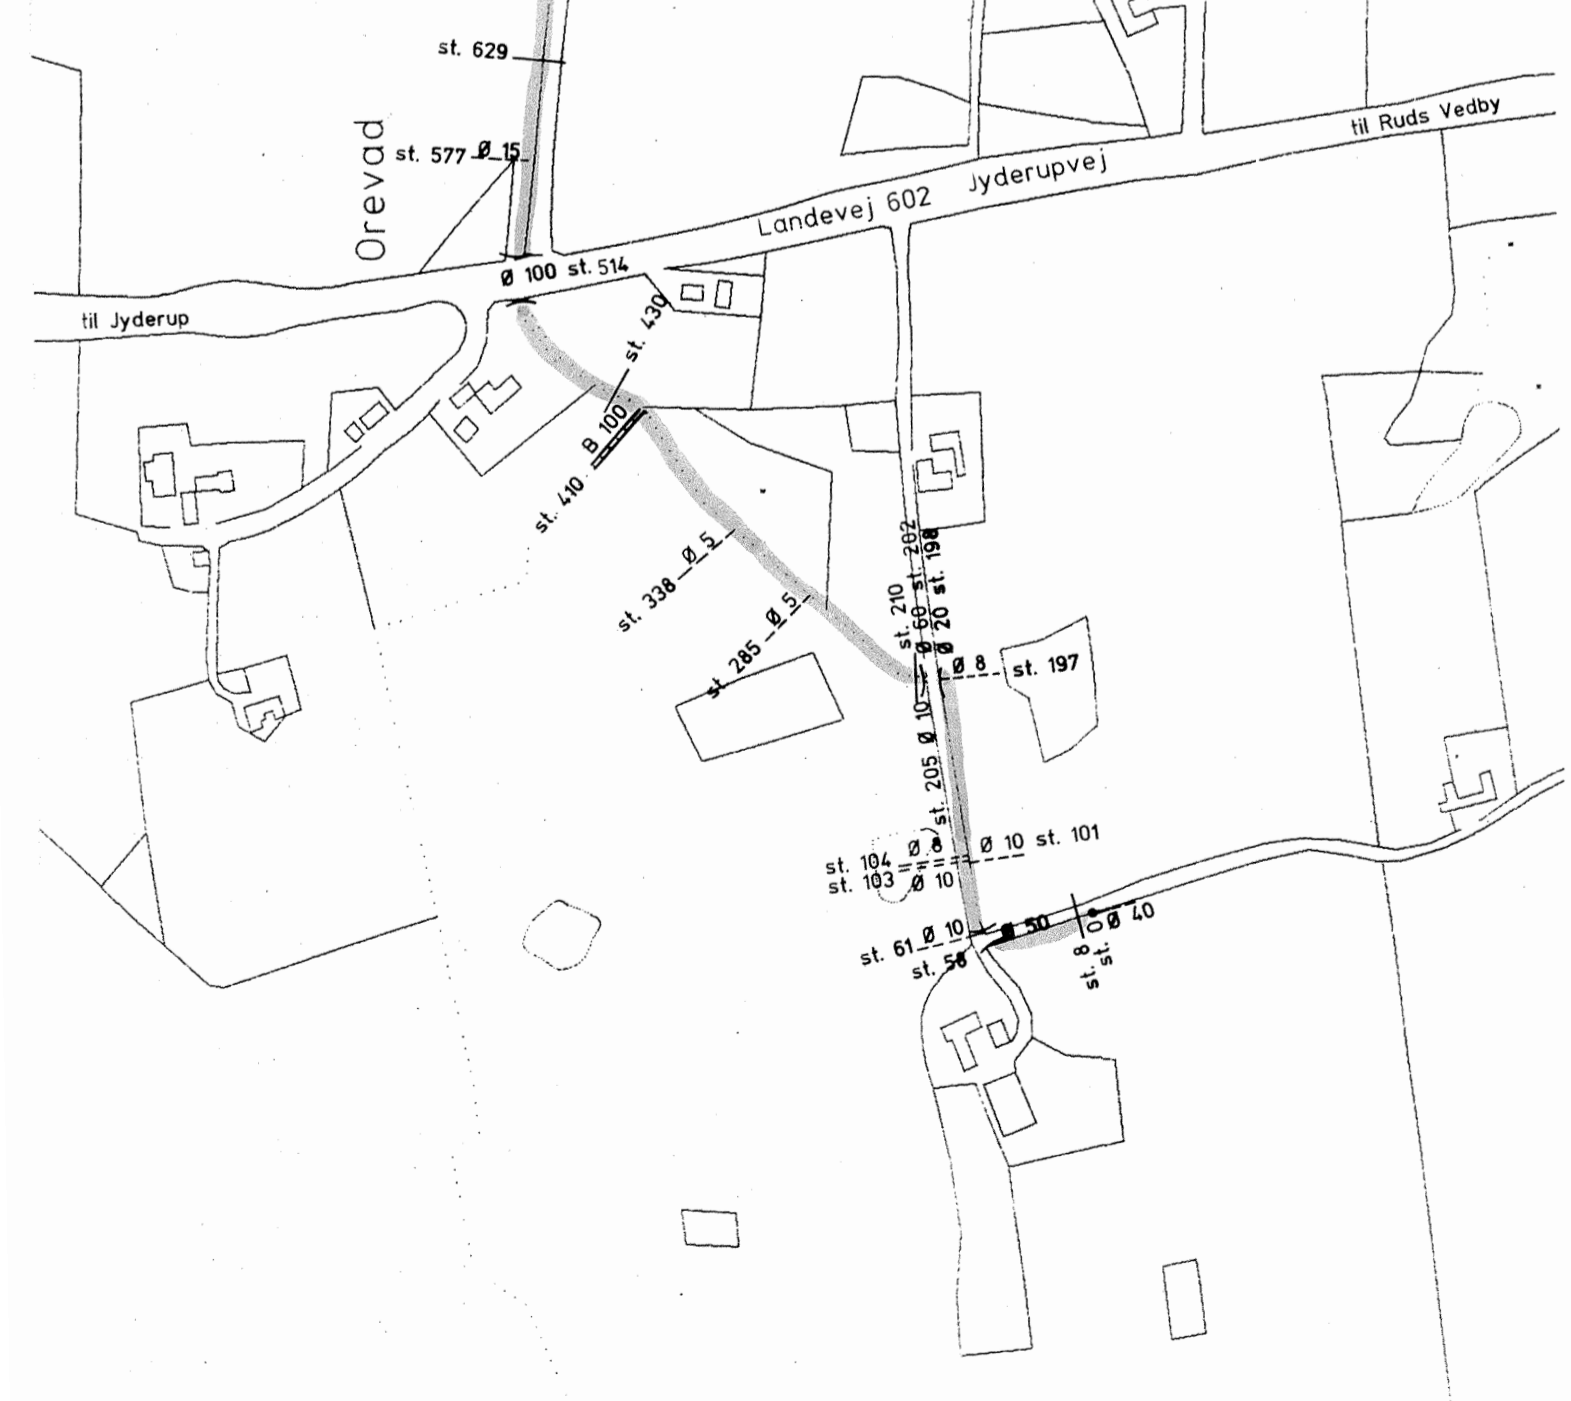 st. 629
Orevad
st. 577 Ø 15
til Ruds Vedby
Landevej 602 Jyderupvej
Ø 100 st. 514
til Jyderup
st. 430
B 100
st. 410
Ø 5
st. 338
Ø 5
st. 285
st. 210
Ø 60 st. 202
Ø 20 st. 198
Ø 8 st. 197
st. 205 Ø 10
st. 104 Ø 8
Ø 10 st. 101
st. 103 Ø 10
st. 61 Ø 10
st. 58
50
Ø 40
st. 8
st. 0